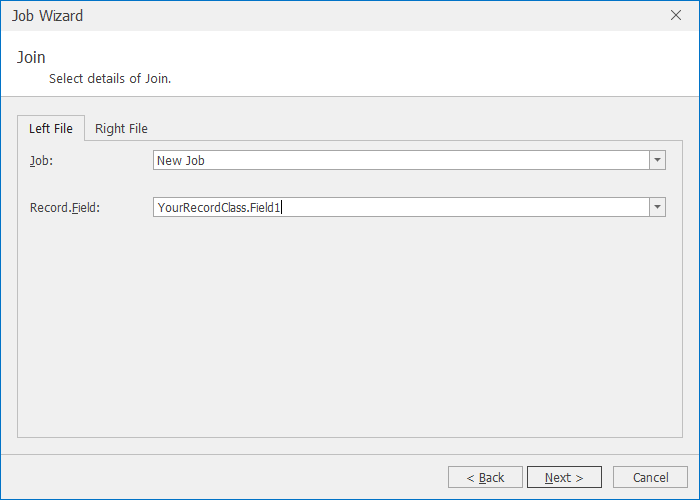 Job Wizard
Join
Select details of Join.
Left File Right File
Job: New Job
Record.Field: YourRecordClass.Field1
< Back Next > Cancel